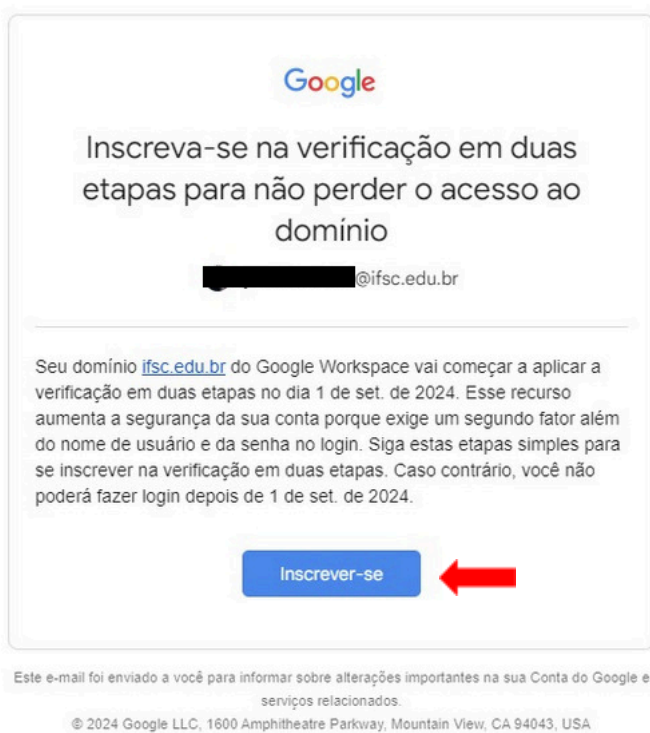 Google
Inscreva-se na verificação em duas
etapas para não perder o acesso ao
domínio
@ifsc.edu.br
Seu domínio ifsc.edu.br do Google Workspace vai começar a aplicar a
verificação em duas etapas no dia 1 de set. de 2024. Esse recurso
aumenta a segurança da sua conta porque exige um segundo fator além
do nome de usuário e da senha no login. Siga estas etapas simples para
se inscrever na verificação em duas etapas. Caso contrário, você não
poderá fazer login depois de 1 de set. de 2024.
Inscrever-se
Este e-mail foi enviado a você para informar sobre alterações importantes na sua Conta do Google e
serviços relacionados.
© 2024 Google LLC, 1600 Amphitheatre Parkway, Mountain View, CA 94043, USA